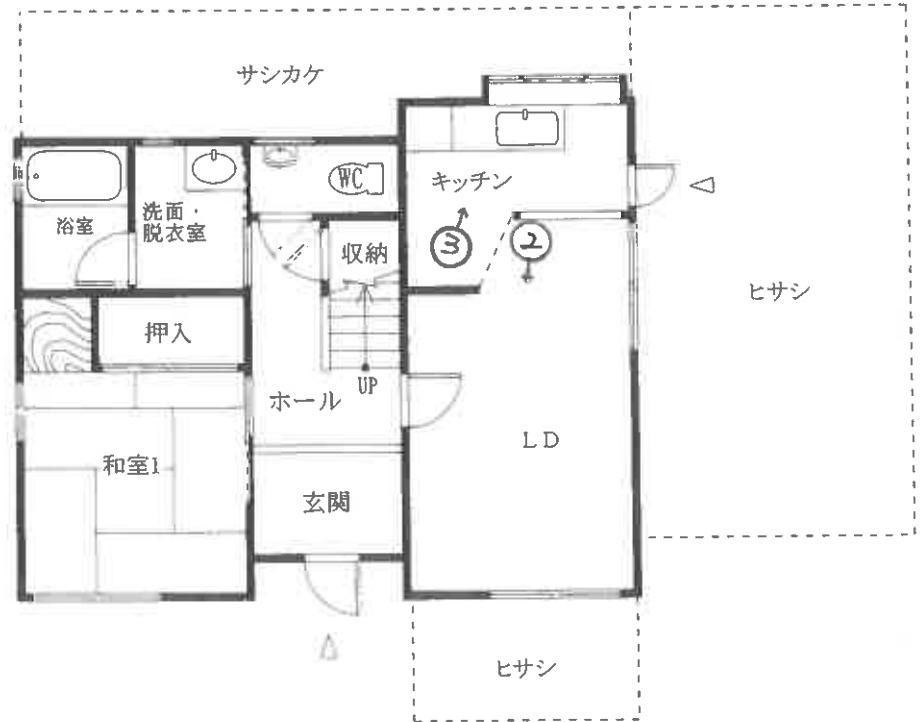 サシカケ
WC
キッチン
浴室
洗面・
脱衣室
収納
③
②
ヒサシ
押入
UP
ホール
LD
和室1
玄関
ヒサシ